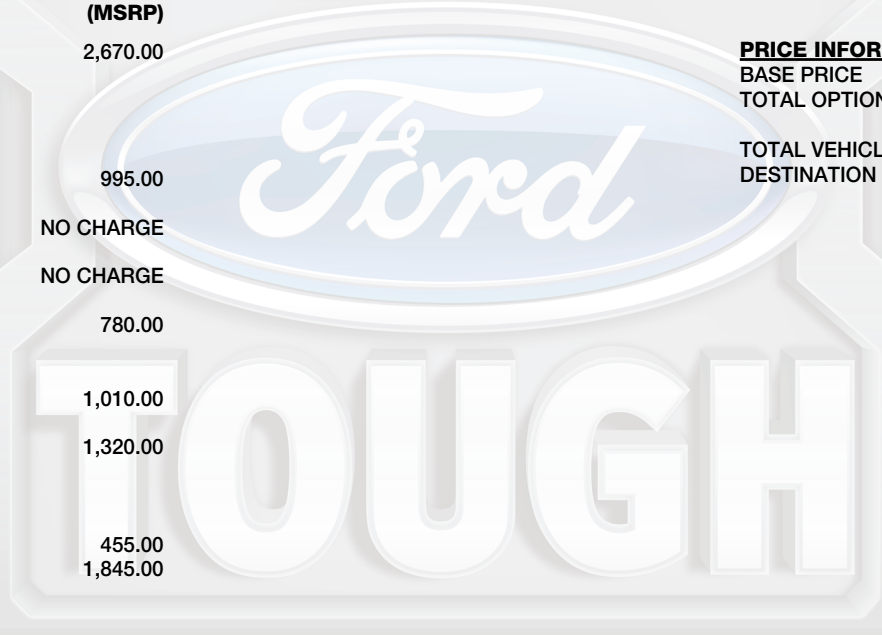 (MSRP)
2,670.00
995.00
NO CHARGE
NO CHARGE
780.00
1,010.00
1,320.00
455.00
1,845.00
PRICE INFOR
BASE PRICE
TOTAL OPTION
TOTAL VEHICL
DESTINATION
Ford
TOUGH